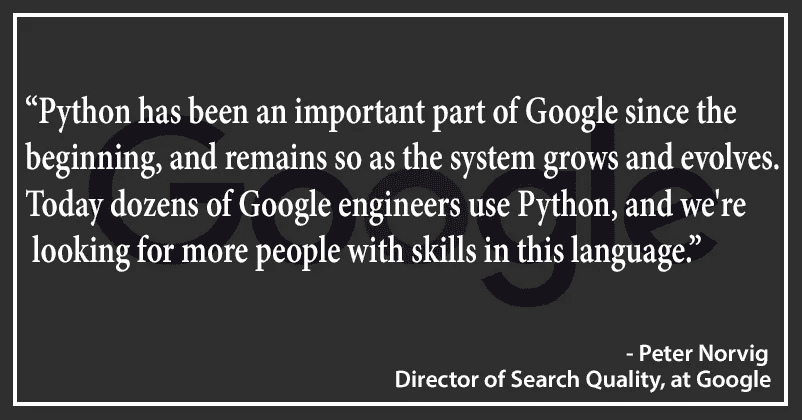 Google
“Python has been an important part of Google since the
beginning, and remains so as the system grows and evolves.
Today dozens of Google engineers use Python, and we're
looking for more people with skills in this language.”
- Peter Norvig
Director of Search Quality, at Google